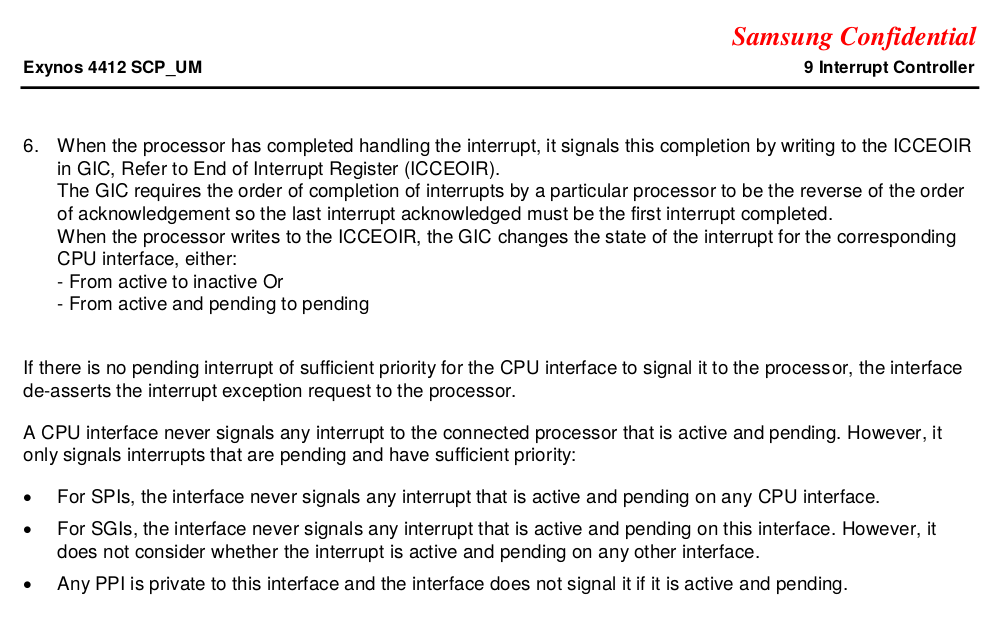 Samsung Confidential
Exynos 4412 SCP_UM 9 Interrupt Controller
6. When the processor has completed handling the interrupt, it signals this completion by writing to the ICCEOIR
in GIC, Refer to End of Interrupt Register (ICCEOIR).
The GIC requires the order of completion of interrupts by a particular processor to be the reverse of the order
of acknowledgement so the last interrupt acknowledged must be the first interrupt completed.
When the processor writes to the ICCEOIR, the GIC changes the state of the interrupt for the corresponding
CPU interface, either:
- From active to inactive Or
- From active and pending to pending
If there is no pending interrupt of sufficient priority for the CPU interface to signal it to the processor, the interface
de-asserts the interrupt exception request to the processor.
A CPU interface never signals any interrupt to the connected processor that is active and pending. However, it
only signals interrupts that are pending and have sufficient priority:
• For SPIs, the interface never signals any interrupt that is active and pending on any CPU interface.
• For SGIs, the interface never signals any interrupt that is active and pending on this interface. However, it
does not consider whether the interrupt is active and pending on any other interface.
• Any PPI is private to this interface and the interface does not signal it if it is active and pending.